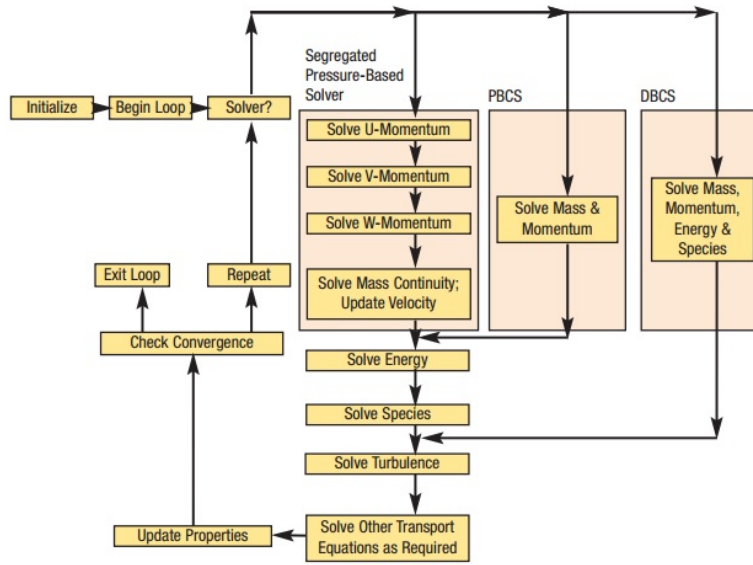 Segregated
Pressure-Based
Solver
PBCS
DBCS
Initialize
Begin Loop
Solver?
Solve U-Momentum
Solve V-Momentum
Solve W-Momentum
Solve Mass Continuity;
Update Velocity
Solve Mass &
Momentum
Solve Mass,
Momentum,
Energy &
Species
Exit Loop
Repeat
Check Convergence
Solve Energy
Solve Species
Solve Turbulence
Solve Other Transport
Equations as Required
Update Properties